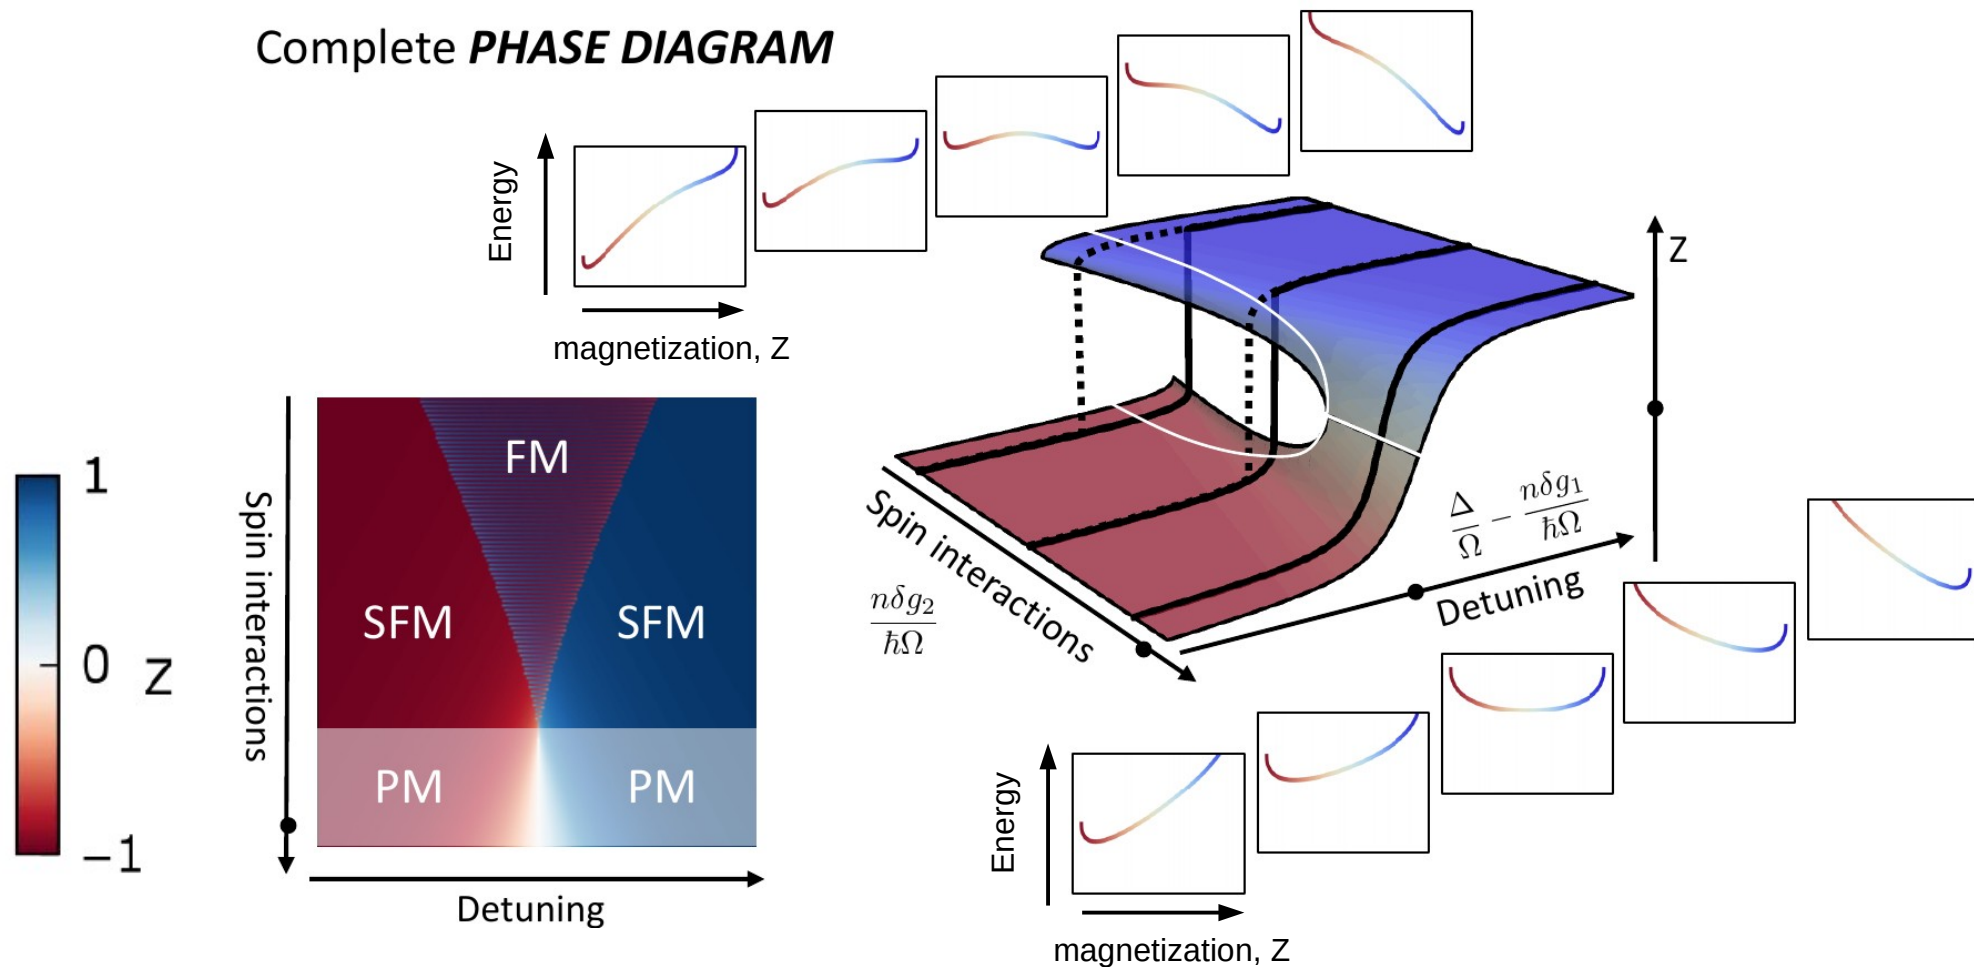 Complete PHASE DIAGRAM
Energy
magnetization, Z
Z
Spin interactions
nδg₂
ħΩ
Δ/Ω − nδg₁/ħΩ
Detuning
1
0
−1
Z
Spin interactions
FM
SFM
SFM
PM
PM
Detuning
Energy
magnetization, Z